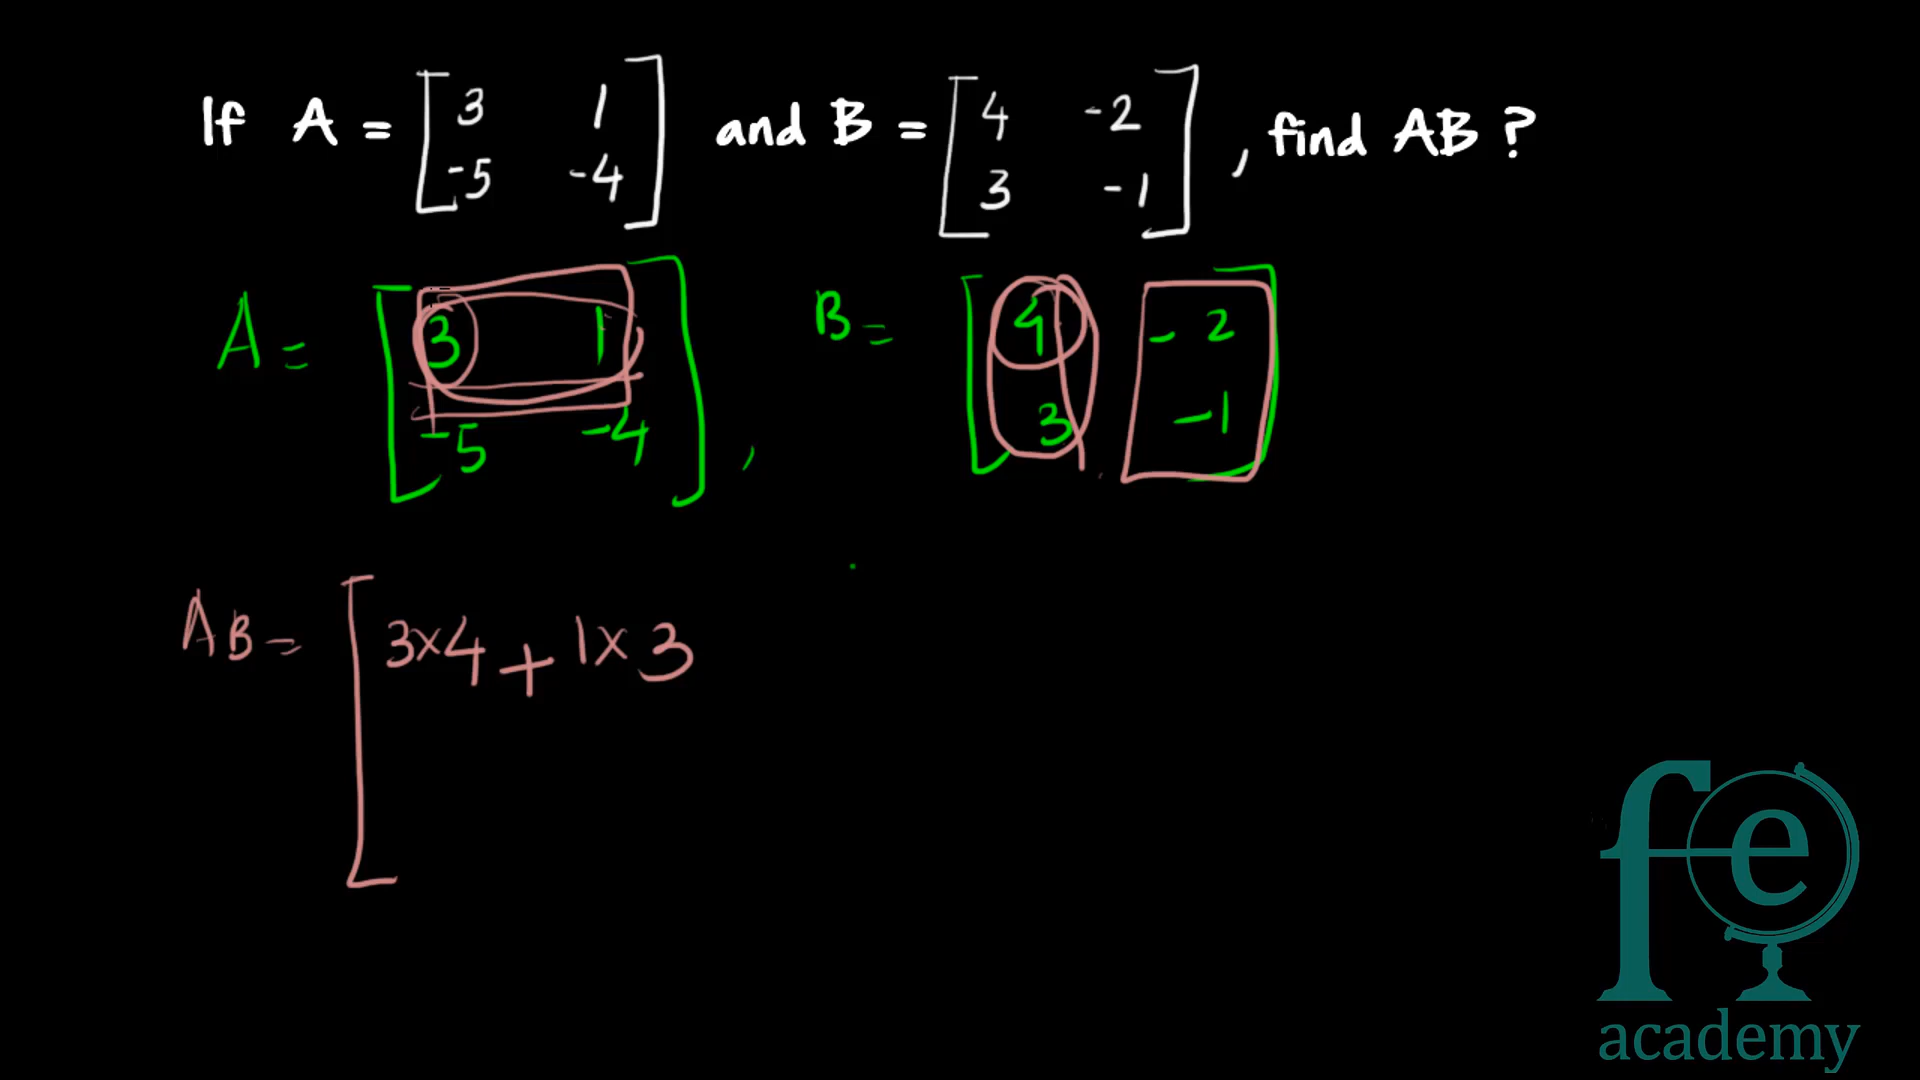 If A = [3 1 -5 -4] and B = [4 -2 3 -1], find AB ?
A = [3 1
-5 -4],
B = [4 -2
3 -1]
AB = [3×4 + 1×3
fe
academy